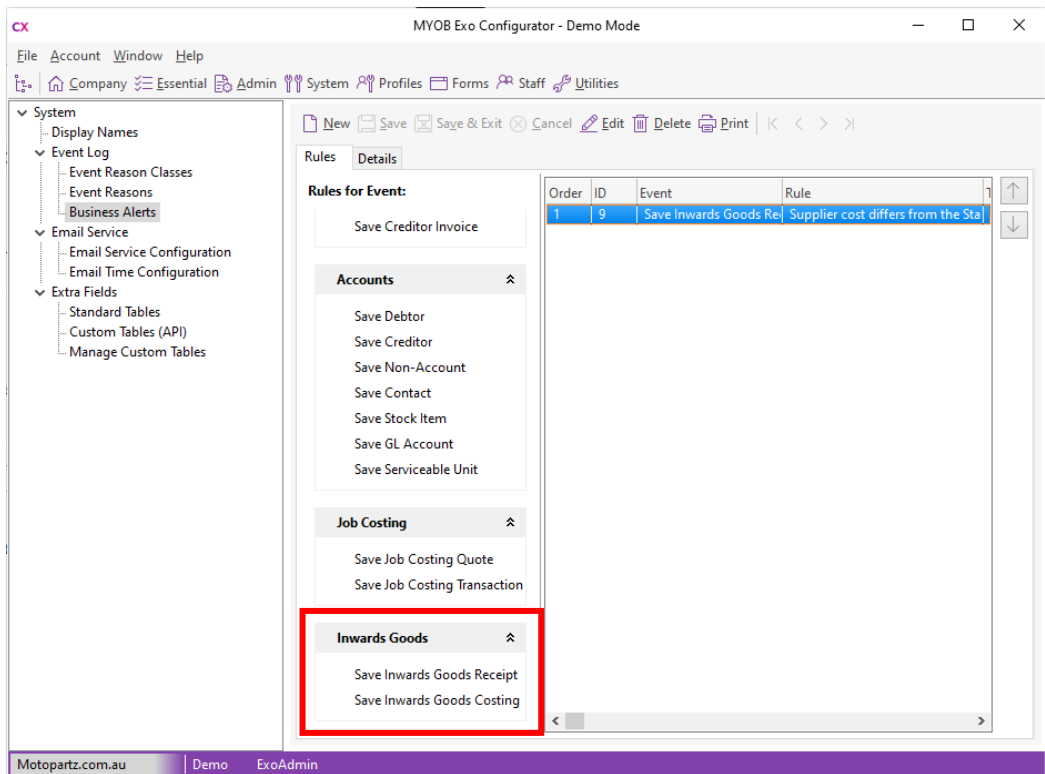 CX
MYOB Exo Configurator - Demo Mode
File Account Window Help
Company Essential Admin System Profiles Forms Staff Utilities
System
Display Names
Event Log
Event Reason Classes
Event Reasons
Business Alerts
Email Service
Email Service Configuration
Email Time Configuration
Extra Fields
Standard Tables
Custom Tables (API)
Manage Custom Tables
New Save Save & Exit Cancel Edit Delete Print
Rules Details
Rules for Event:
Save Creditor Invoice
Accounts
Save Debtor
Save Creditor
Save Non-Account
Save Contact
Save Stock Item
Save GL Account
Save Serviceable Unit
Job Costing
Save Job Costing Quote
Save Job Costing Transaction
Inwards Goods
Save Inwards Goods Receipt
Save Inwards Goods Costing
Order ID Event Rule
1 9 Save Inwards Goods Re Supplier cost differs from the Sta
Motopartz.com.au Demo ExoAdmin